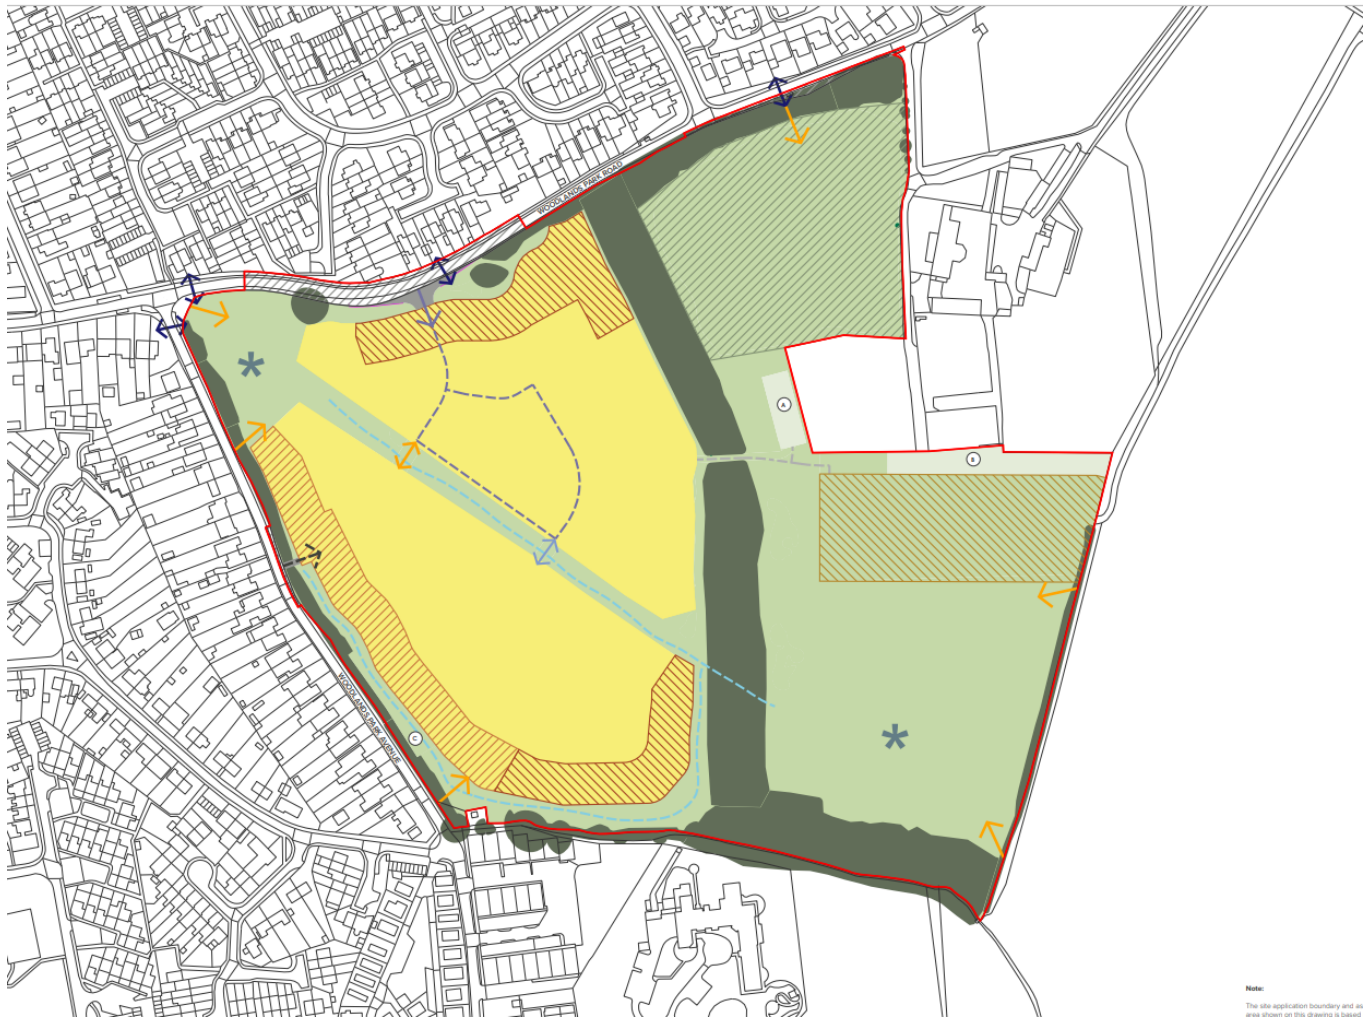 WOODLANDS PARK ROAD
A
B
WOODLANDS PARK AVENUE
C
Note:
The site application boundary and as
area shown on this drawing is based